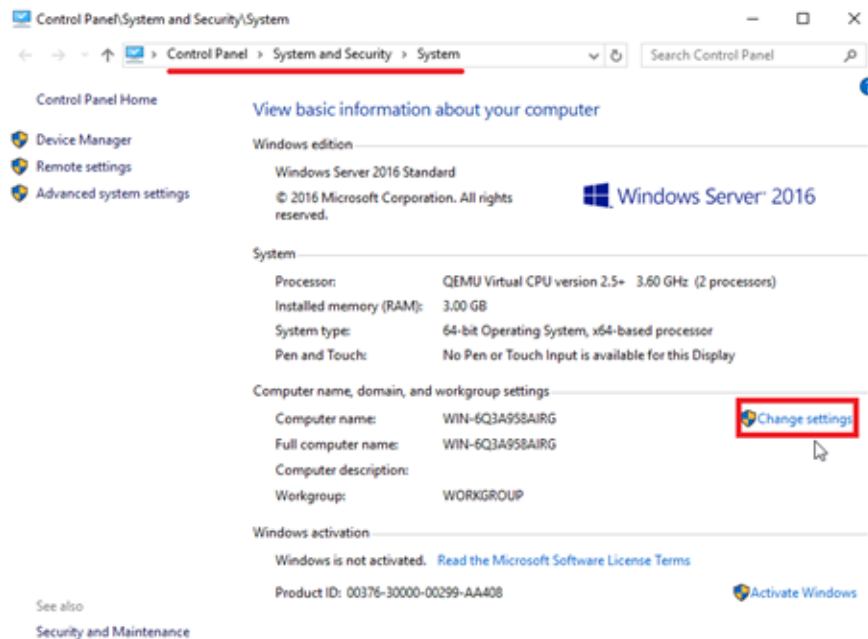 Control Panel\System and Security\System
Control Panel > System and Security > System
Search Control Panel
Control Panel Home
Device Manager
Remote settings
Advanced system settings
View basic information about your computer
Windows edition
Windows Server 2016 Standard
© 2016 Microsoft Corporation. All rights
reserved.
Windows Server 2016
System
Processor: QEMU Virtual CPU version 2.5+ 3.60 GHz (2 processors)
Installed memory (RAM): 3.00 GB
System type: 64-bit Operating System, x64-based processor
Pen and Touch: No Pen or Touch Input is available for this Display
Computer name, domain, and workgroup settings
Computer name: WIN-6Q3A958AIRG
Change settings
Full computer name: WIN-6Q3A958AIRG
Computer description:
Workgroup: WORKGROUP
Windows activation
Windows is not activated. Read the Microsoft Software License Terms
Product ID: 00376-30000-00299-AA408
Activate Windows
See also
Security and Maintenance